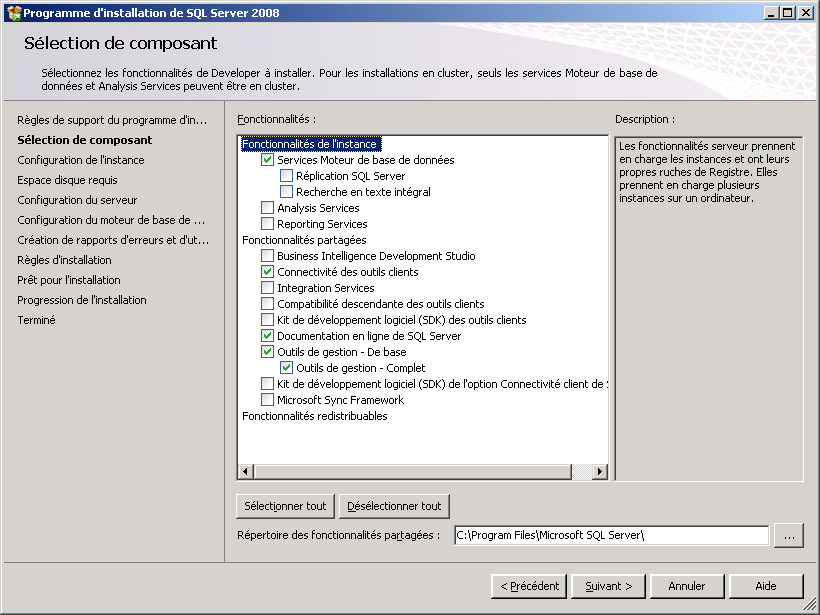 Programme d'installation de SQL Server 2008
Sélection de composant
Sélectionnez les fonctionnalités de Developer à installer. Pour les installations en cluster, seuls les services Moteur de base de
données et Analysis Services peuvent être en cluster.
Règles de support du programme d'in...
Sélection de composant
Configuration de l'instance
Espace disque requis
Configuration du serveur
Configuration du moteur de base de ...
Création de rapports d'erreurs et d'ut...
Règles d'installation
Prêt pour l'installation
Progression de l'installation
Terminé
Fonctionnalités :
Fonctionnalités de l'instance
Services Moteur de base de données
Réplication SQL Server
Recherche en texte intégral
Analysis Services
Reporting Services
Fonctionnalités partagées
Business Intelligence Development Studio
Connectivité des outils clients
Integration Services
Compatibilité descendante des outils clients
Kit de développement logiciel (SDK) des outils clients
Documentation en ligne de SQL Server
Outils de gestion - De base
Outils de gestion - Complet
Kit de développement logiciel (SDK) de l'option Connectivité client de S
Microsoft Sync Framework
Fonctionnalités redistribuables
Description :
Les fonctionnalités serveur prennent
en charge les instances et ont leurs
propres ruches de Registre. Elles
prennent en charge plusieurs
instances sur un ordinateur.
Sélectionner tout
Désélectionner tout
Répertoire des fonctionnalités partagées :
C:\Program Files\Microsoft SQL Server\
...
< Précédent
Suivant >
Annuler
Aide